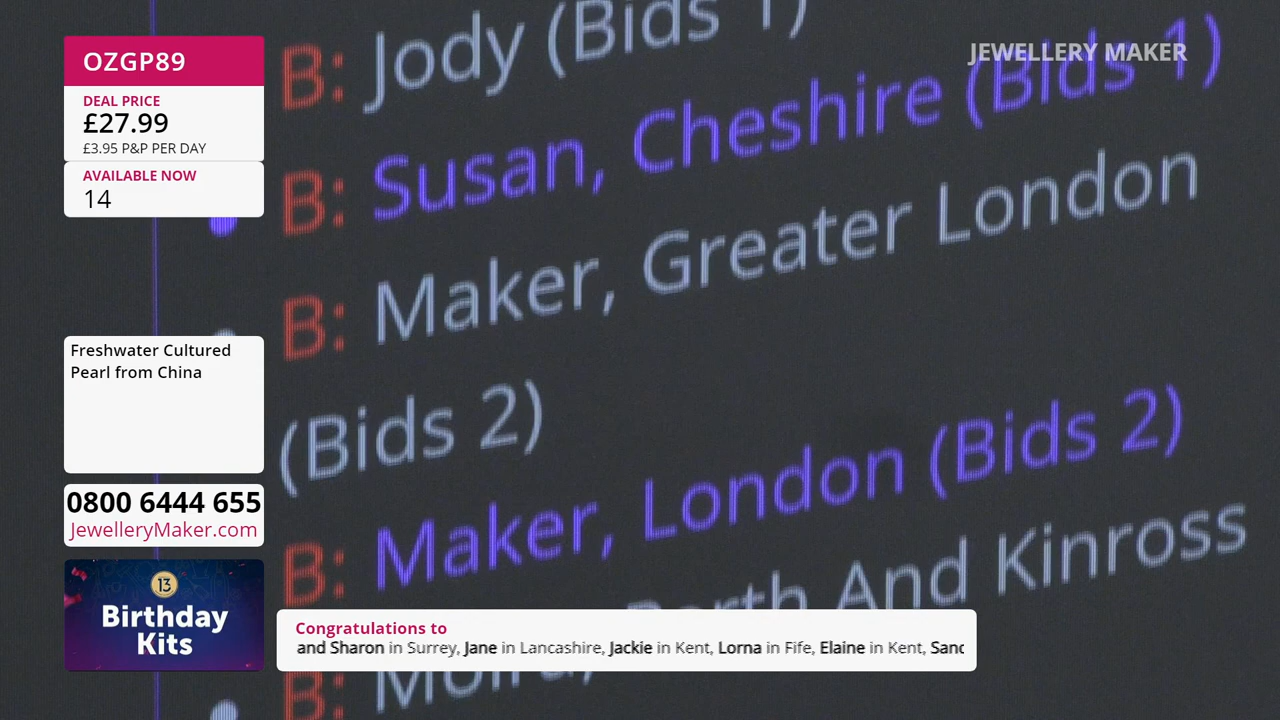 OZGP89
DEAL PRICE
£27.99
£3.95 P&P PER DAY
AVAILABLE NOW
14
Freshwater Cultured
Pearl from China
0800 6444 655
JewelleryMaker.com
13
Birthday
Kits
JEWELLERY MAKER
B: Jody (Bids 1)
B: Susan, Cheshire (Bids 1)
B: Maker, Greater London
(Bids 2)
B: Maker, London (Bids 2)
B: Moira, Perth And Kinross
Congratulations to
and Sharon in Surrey, Jane in Lancashire, Jackie in Kent, Lorna in Fife, Elaine in Kent,